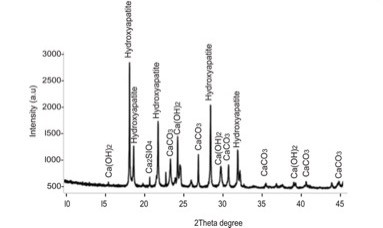 Hydroxyapatite
Hydroxyapatite
Hydroxyapatite
Hydroxyapatite
Hydroxyapatite
Ca(OH)2
Ca2SIO4
CaCO3
Ca(OH)2
CaCO3
Ca(OH)2
CaCO3
CaCO3
Ca(OH)2
CaCO3
CaCO3
Intensity (a.u)
3000
2500
2000
1500
1000
500
10 15 20 25 30 35 40 45
2Theta degree